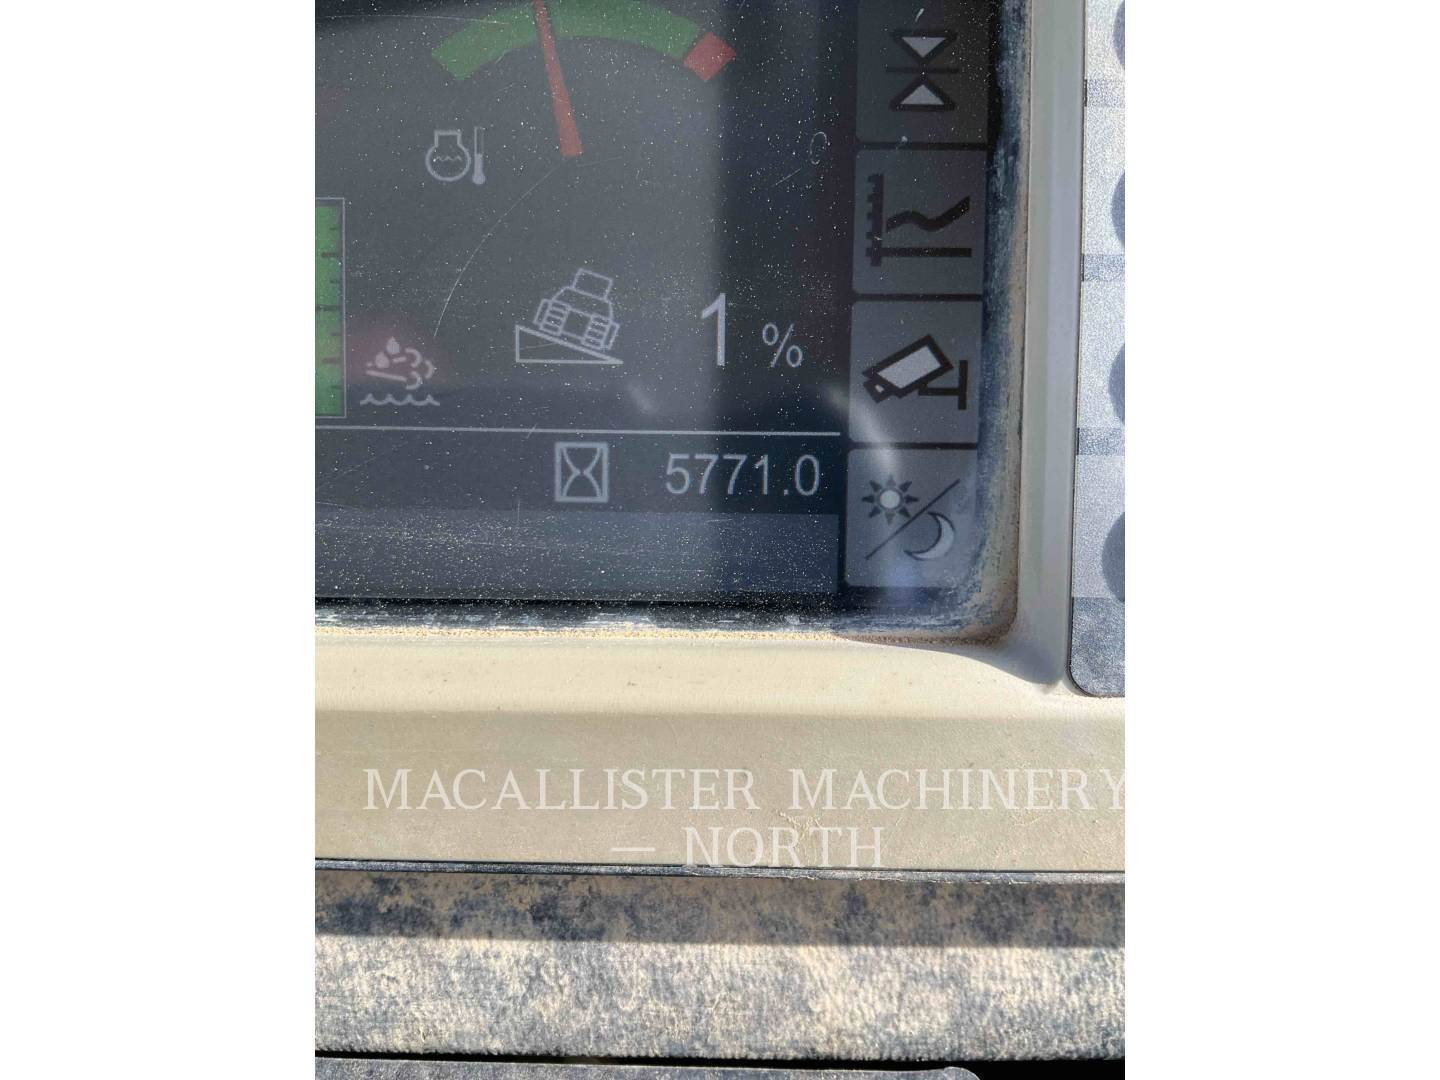 1 %
5771.0
MACALLISTER MACHINERY
— NORTH